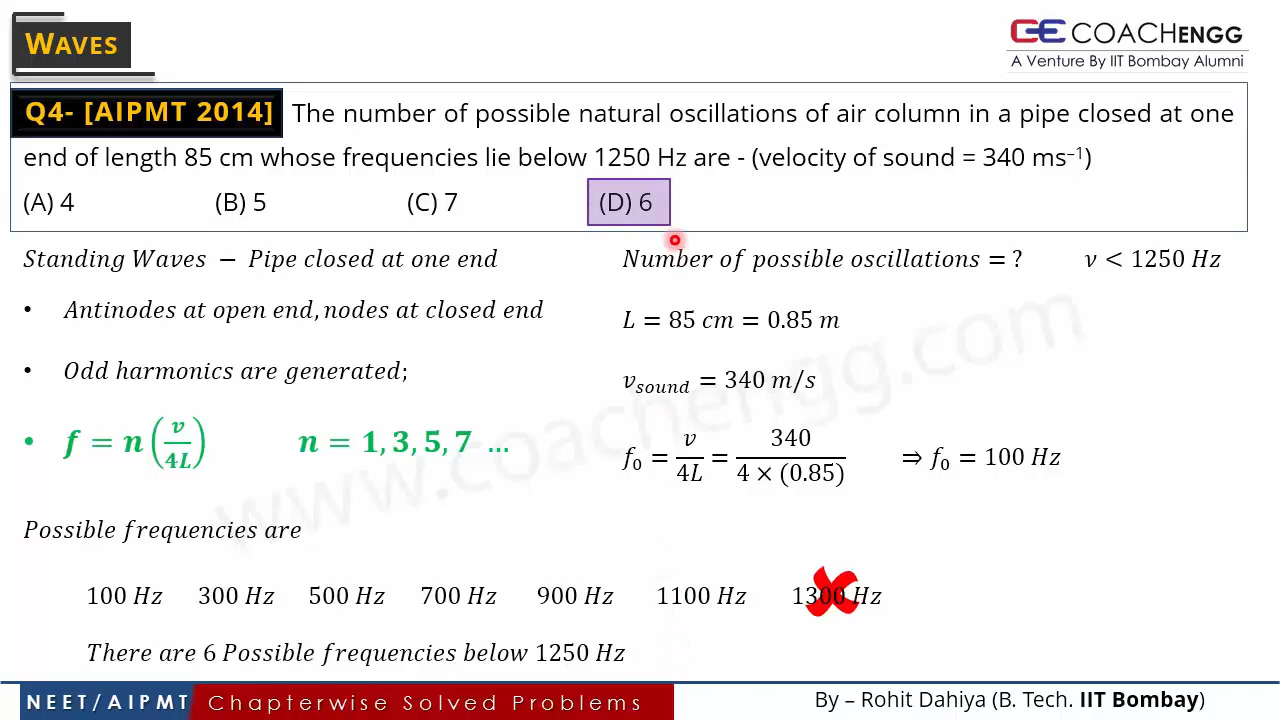 WAVES
CE COACHENGG
A Venture By IIT Bombay Alumni
Q4- [AIPMT 2014] The number of possible natural oscillations of air column in a pipe closed at one
end of length 85 cm whose frequencies lie below 1250 Hz are - (velocity of sound = 340 ms⁻¹)
(A) 4 (B) 5 (C) 7 (D) 6
Standing Waves − Pipe closed at one end
• Antinodes at open end, nodes at closed end
• Odd harmonics are generated;
• f = n(v/4L) n = 1, 3, 5, 7 …
Number of possible oscillations = ? ν < 1250 Hz
L = 85 cm = 0.85 m
v_sound = 340 m/s
f₀ = v/4L = 340/(4 × (0.85)) ⇒ f₀ = 100 Hz
Possible frequencies are
100 Hz 300 Hz 500 Hz 700 Hz 900 Hz 1100 Hz 1300 Hz
There are 6 Possible frequencies below 1250 Hz
www.coachengg.com
NEET/AIPMT Chapterwise Solved Problems
By – Rohit Dahiya (B. Tech. IIT Bombay)